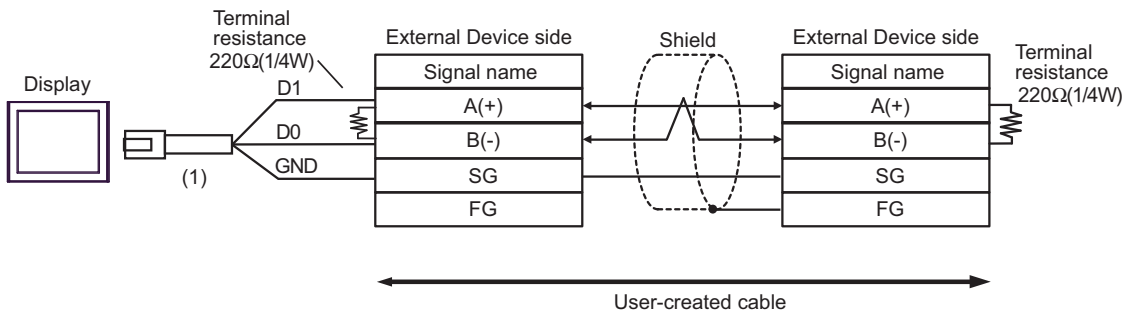 Terminal
resistance
220Ω(1/4W)
External Device side
Shield
External Device side
Terminal
resistance
220Ω(1/4W)
Display
D1
D0
GND
(1)
Signal name
A(+)
B(-)
SG
FG
Signal name
A(+)
B(-)
SG
FG
User-created cable